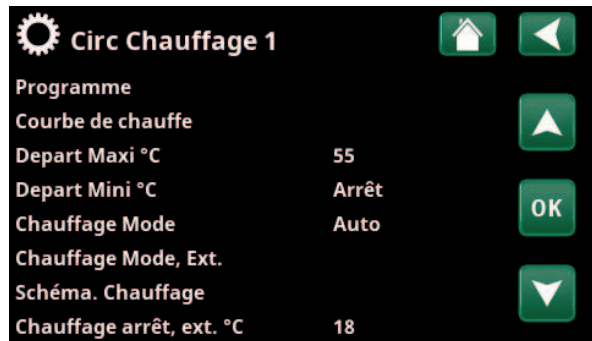 Circ Chauffage 1
Programme
Courbe de chauffe
Depart Maxi °C 55
Depart Mini °C Arrêt
Chauffage Mode Auto
OK
Chauffage Mode, Ext.
Schéma. Chauffage
Chauffage arrêt, ext. °C 18